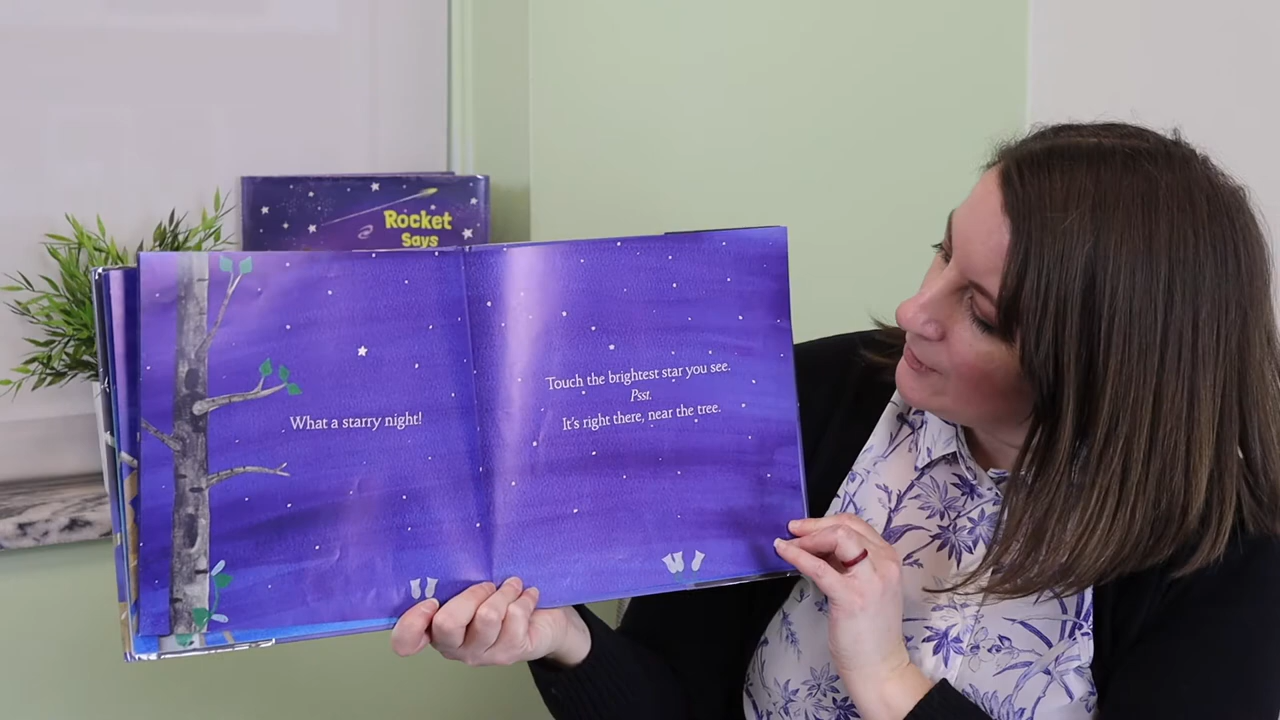 Rocket
Says
What a starry night!
Touch the brightest star you see.
Psst.
It's right there, near the tree.